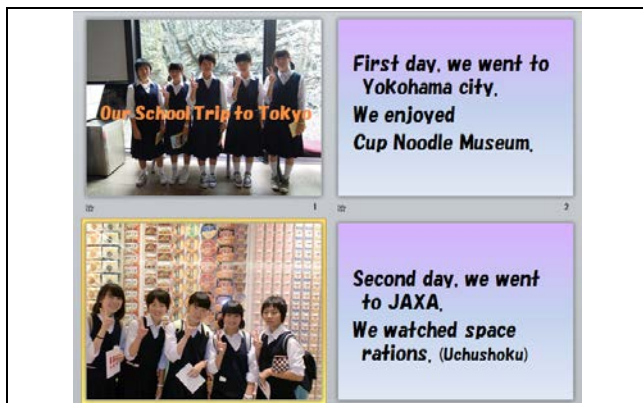 Our School Trip to Tokyo
First day, we went to
Yokohama city.
We enjoyed
Cup Noodle Museum.
1
2
Second day, we went
to JAXA.
We watched space
rations. (Uchushoku)